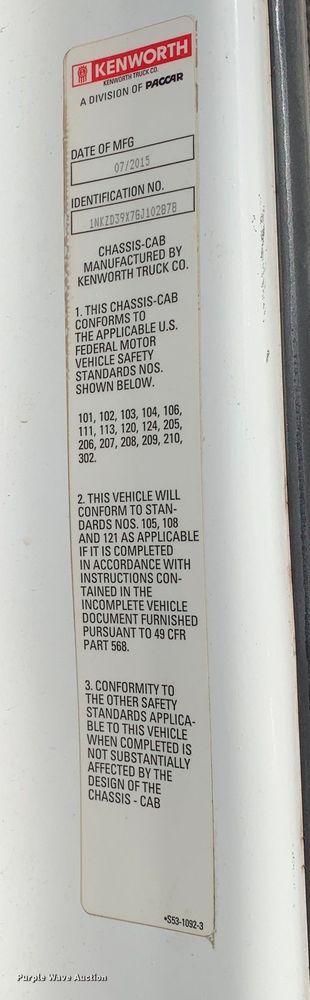 KENWORTH
KENWORTH TRUCK CO.
A DIVISION OF PACCAR
DATE OF MFG
07/2015
IDENTIFICATION NO.
1NKZD39X7GJ102878
CHASSIS-CAB
MANUFACTURED BY
KENWORTH TRUCK CO.
1. THIS CHASSIS-CAB
CONFORMS TO
THE APPLICABLE U.S.
FEDERAL MOTOR
VEHICLE SAFETY
STANDARDS NOS.
SHOWN BELOW.
101, 102, 103, 104, 106,
111, 113, 120, 124, 205,
206, 207, 208, 209, 210,
302.
2. THIS VEHICLE WILL
CONFORM TO STAN-
DARDS NOS. 105, 108
AND 121 AS APPLICABLE
IF IT IS COMPLETED
IN ACCORDANCE WITH
INSTRUCTIONS CON-
TAINED IN THE
INCOMPLETE VEHICLE
DOCUMENT FURNISHED
PURSUANT TO 49 CFR
PART 568.
3. CONFORMITY TO
THE OTHER SAFETY
STANDARDS APPLICA-
BLE TO THIS VEHICLE
WHEN COMPLETED IS
NOT SUBSTANTIALLY
AFFECTED BY THE
DESIGN OF THE
CHASSIS - CAB
*S53-1092-3
Purple Wave Auction